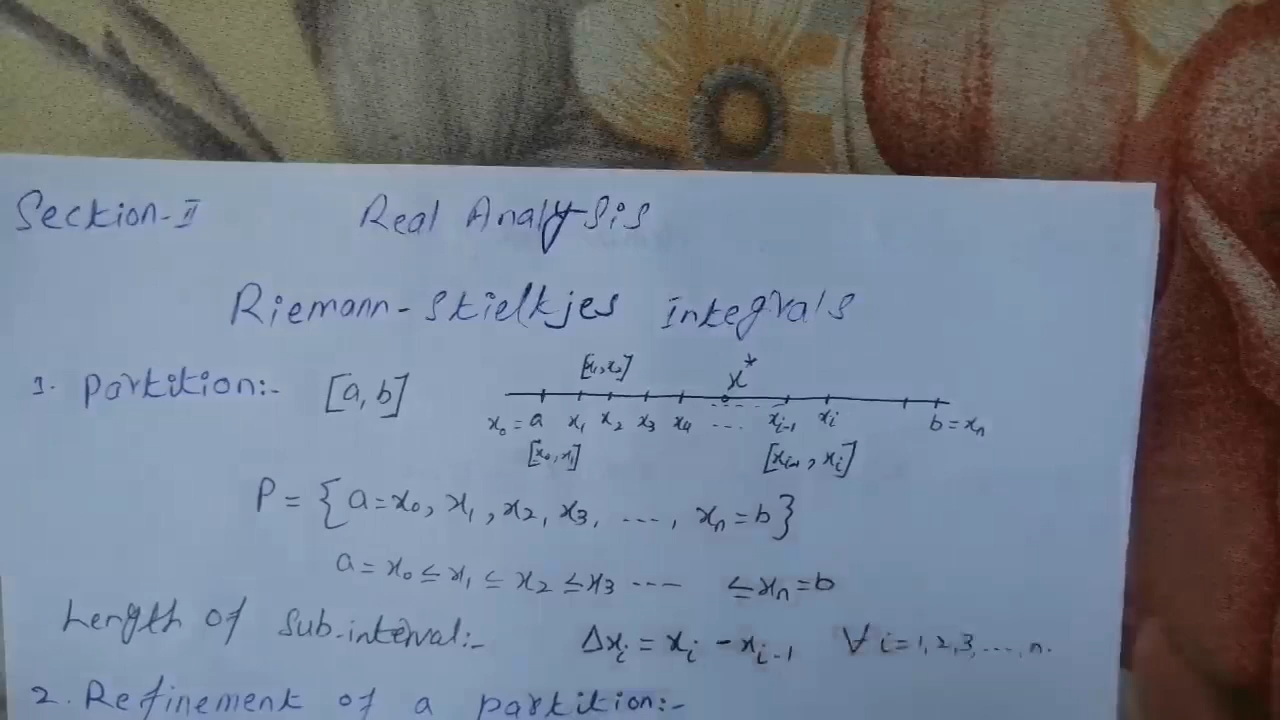 Section-II Real Analysis
Riemann-Stieltjes Integrals
1. Partition:- [a, b]
[x₁, x₂] x*
x₀ = a x₁ x₂ x₃ x₄ ... xᵢ₋₁ xᵢ b = xₙ
[x₀, x₁] [xᵢ₋₁, xᵢ]
P = {a = x₀, x₁, x₂, x₃, ...., xₙ = b}
a = x₀ ≤ x₁ ≤ x₂ ≤ x₃ ---- ≤ xₙ = b
Length of Sub-interval:- Δxᵢ = xᵢ - xᵢ₋₁ ∀ i = 1, 2, 3, ...., n.
2. Refinement of a partition:-